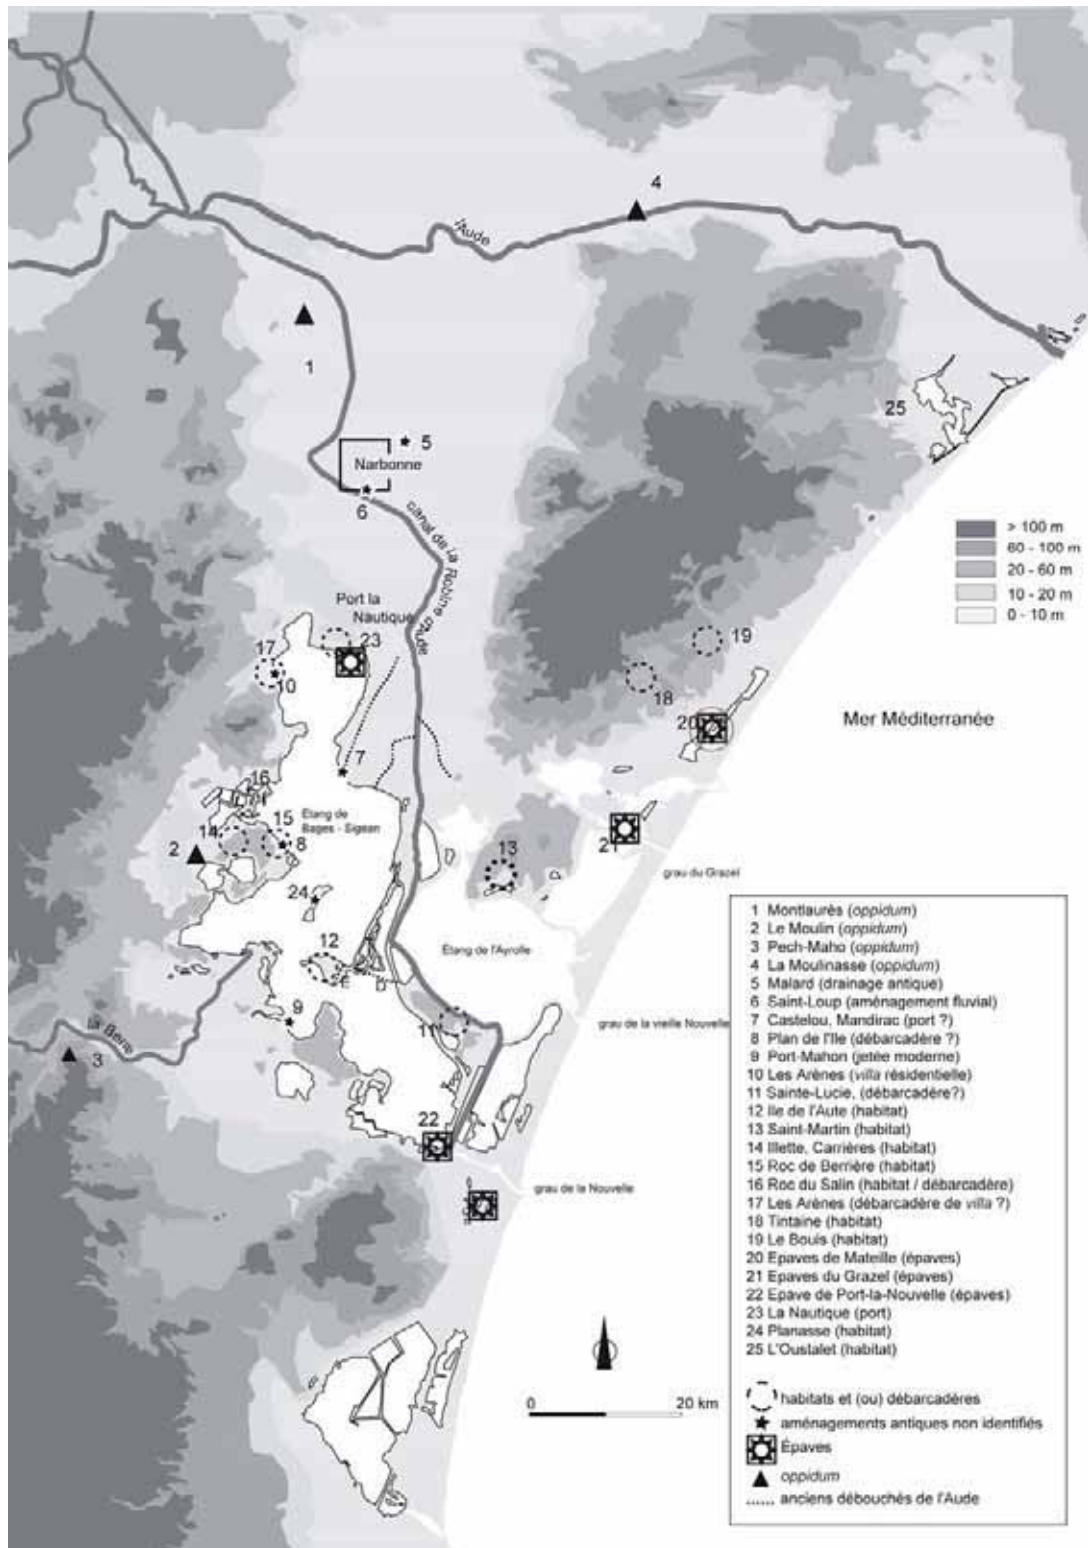 4
l'Aude
1
25
5
Narbonne
6
canal de La Robine d'Aude
> 100 m
60 - 100 m
20 - 60 m
10 - 20 m
0 - 10 m
Port la
Nautique
23
17
10
19
18
20
Mer Méditerranée
7
16
Étang de
Bages - Sigean
15
14
8
2
21
13
grau du Grazel
24
12
Étang de l'Ayrolle
9
11
grau de la vieille Nouvelle
la Berre
3
22
grau de la Nouvelle
0 20 km
1 Montlaurès (oppidum)
2 Le Moulin (oppidum)
3 Pech-Maho (oppidum)
4 La Moulinasse (oppidum)
5 Malard (drainage antique)
6 Saint-Loup (aménagement fluvial)
7 Castelou, Mandirac (port ?)
8 Plan de l'Ile (débarcadère ?)
9 Port-Mahon (jetée moderne)
10 Les Arènes (villa résidentielle)
11 Sainte-Lucie, (débarcadère?)
12 Ile de l'Aute (habitat)
13 Saint-Martin (habitat)
14 Illette, Carrières (habitat)
15 Roc de Berrière (habitat)
16 Roc du Salin (habitat / débarcadère)
17 Les Arènes (débarcadère de villa ?)
18 Tintaine (habitat)
19 Le Bouis (habitat)
20 Epaves de Mateille (épaves)
21 Epaves du Grazel (épaves)
22 Epave de Port-la-Nouvelle (épaves)
23 La Nautique (port)
24 Planasse (habitat)
25 L'Oustalet (habitat)
habitats et (ou) débarcadères
aménagements antiques non identifiés
Épaves
oppidum
anciens débouchés de l'Aude